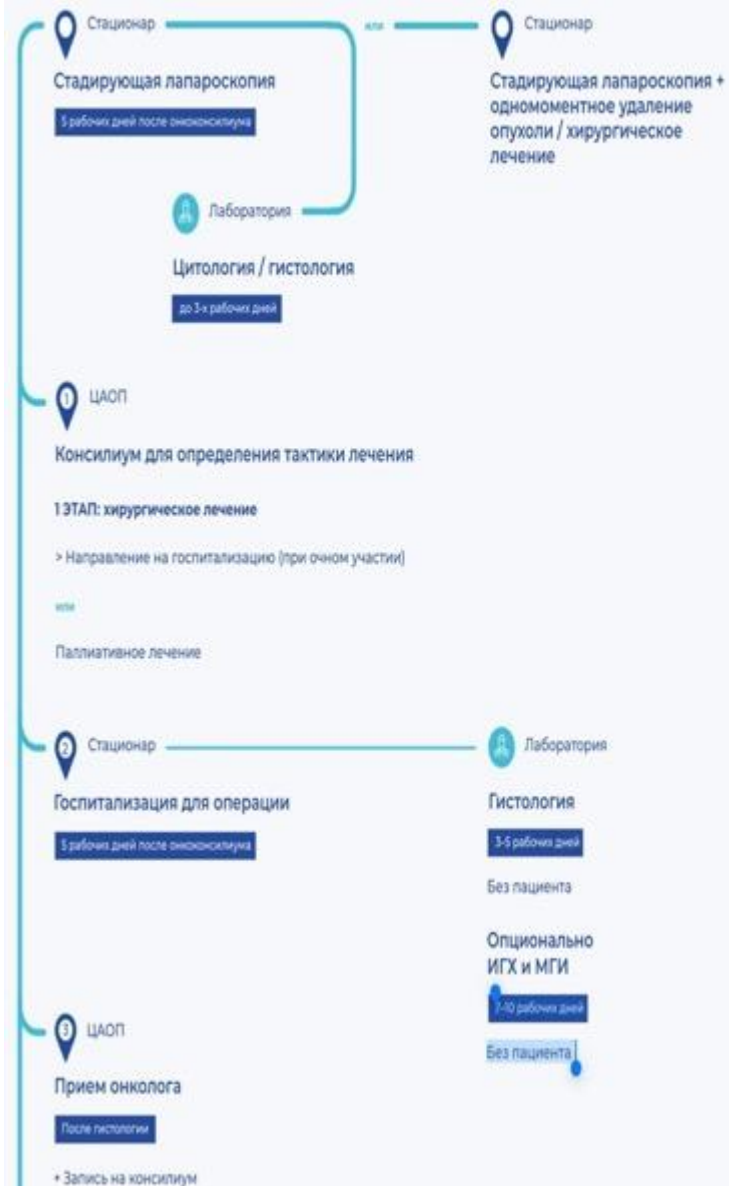 Стационар
или
Стационар
Стадирующая лапароскопия
5 рабочих дней после онкоконсилиума
Стадирующая лапароскопия +
одномоментное удаление
опухоли / хирургическое
лечение
Лаборатория
Цитология / гистология
до 3-х рабочих дней
1
ЦАОП
Консилиум для определения тактики лечения
1 ЭТАП: хирургическое лечение
> Направление на госпитализацию (при очном участии)
или
Паллиативное лечение
2
Стационар
Госпитализация для операции
5 рабочих дней после онкоконсилиума
Лаборатория
Гистология
3-5 рабочих дней
Без пациента
Опционально
ИГХ и МГИ
7-10 рабочих дней
Без пациента
3
ЦАОП
Прием онколога
После гистологии
+ Запись на консилиум